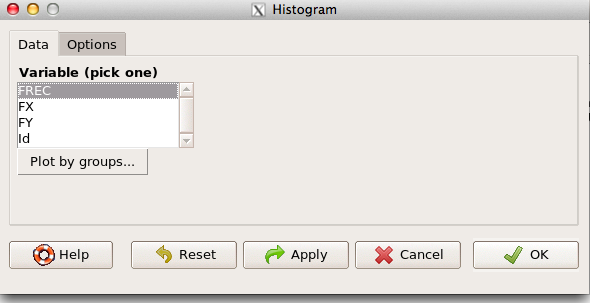 Histogram
Data Options
Variable (pick one)
FREC
FX
FY
Id
Plot by groups...
Help Reset Apply Cancel OK